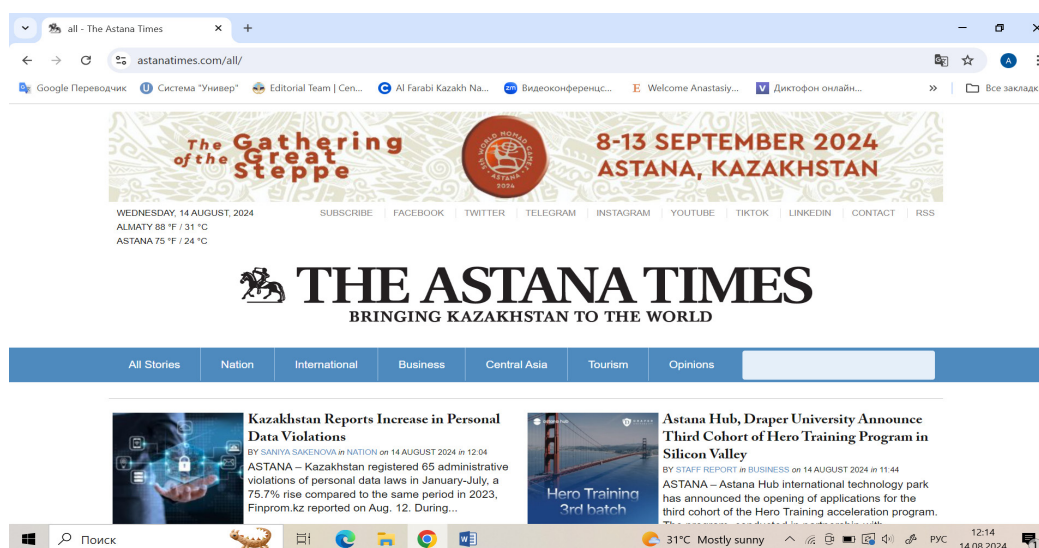 all - The Astana Times
astanatimes.com/all/
A
Google Переводчик
Система "Универ"
Editorial Team | Cen...
Al Farabi Kazakh Na...
Видеоконференцс...
Welcome Anastasiy...
Диктофон онлайн...
»
Все закладк
The Gathering
of the Great
Steppe
8-13 SEPTEMBER 2024
ASTANA, KAZAKHSTAN
WEDNESDAY, 14 AUGUST, 2024
SUBSCRIBE FACEBOOK TWITTER TELEGRAM INSTAGRAM YOUTUBE TIKTOK LINKEDIN CONTACT RSS
ALMATY 88 °F / 31 °C
ASTANA 75 °F / 24 °C
THE ASTANA TIMES
BRINGING KAZAKHSTAN TO THE WORLD
All Stories Nation International Business Central Asia Tourism Opinions
Kazakhstan Reports Increase in Personal
Data Violations
BY SANIYA SAKENOVA in NATION on 14 AUGUST 2024 in 12:04
ASTANA – Kazakhstan registered 65 administrative
violations of personal data laws in January-July, a
75.7% rise compared to the same period in 2023,
Finprom.kz reported on Aug. 12. During...
Hero Training
3rd batch
Astana Hub, Draper University Announce
Third Cohort of Hero Training Program in
Silicon Valley
BY STAFF REPORT in BUSINESS on 14 AUGUST 2024 in 11:44
ASTANA – Astana Hub international technology park
has announced the opening of applications for the
third cohort of the Hero Training acceleration program.
Поиск
31°C Mostly sunny
РУС
12:14
14.08.2024